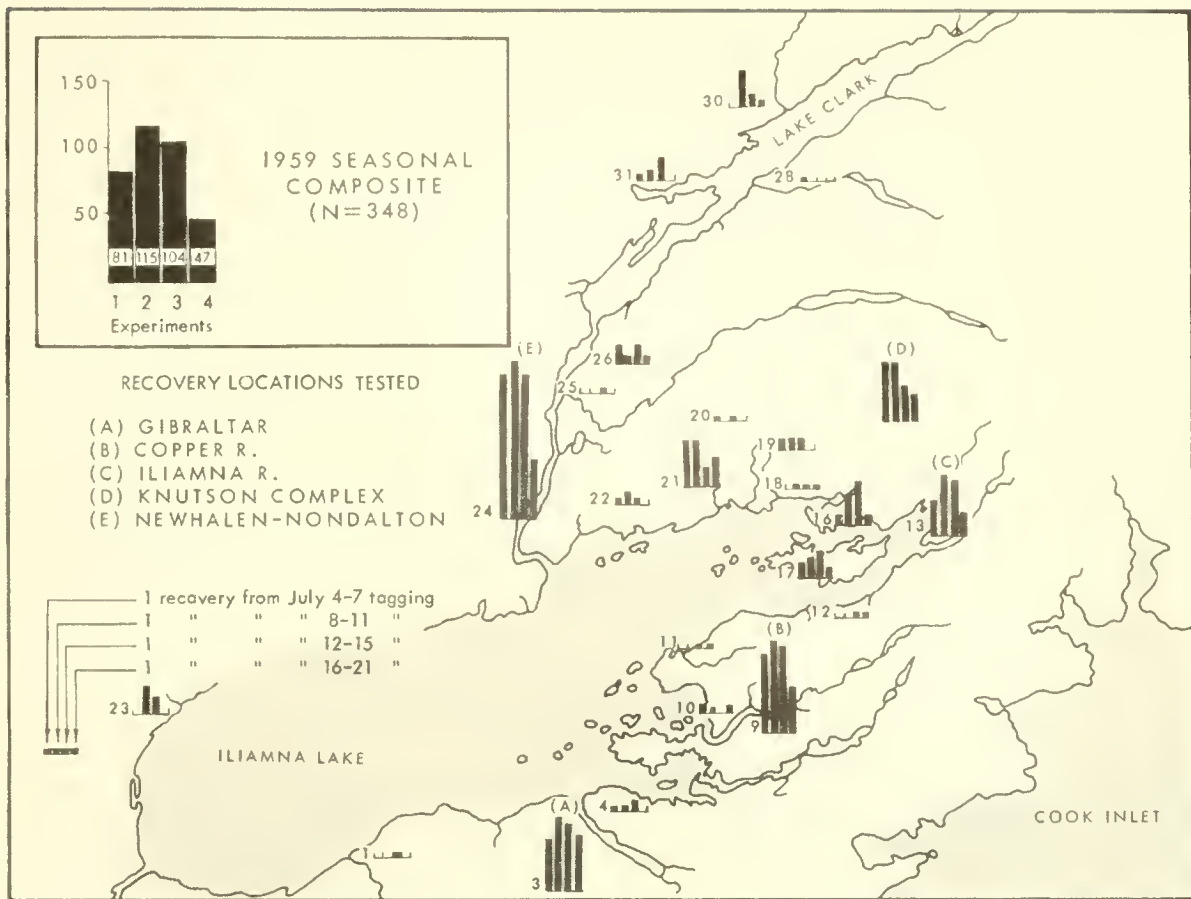 150
100
50
81 115 104 47
1 2 3 4
Experiments
1959 SEASONAL
COMPOSITE
(N=348)
RECOVERY LOCATIONS TESTED
(A) GIBRALTAR
(B) COPPER R.
(C) ILIAMNA R.
(D) KNUTSON COMPLEX
(E) NEWHALEN-NONDALTON
1 recovery from July 4-7 tagging
1 " " " 8-11 "
1 " " " 12-15 "
1 " " " 16-21 "
30
LAKE CLARK
31
28
(E)
26
25
(D)
20
19
(C)
21
18
22
24
16
13
17
12
(B)
11
23
10
9
ILIAMNA LAKE
4
(A)
COOK INLET
1
3